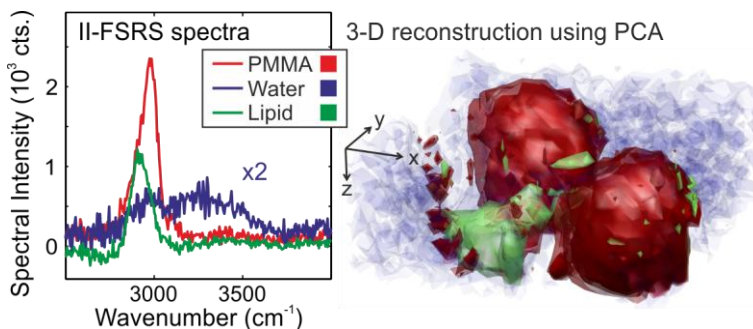 II-FSRS spectra
3-D reconstruction using PCA
Spectral Intensity (10³ cts.)
2
1
0
PMMA
Water
Lipid
x2
3000
3500
Wavenumber (cm⁻¹)
y
x
z